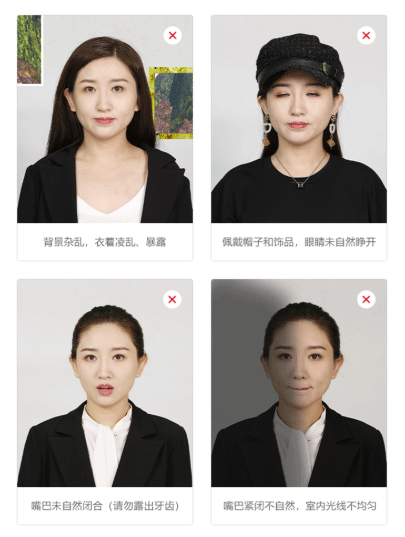 背景杂乱，衣着凌乱、暴露
佩戴帽子和饰品，眼睛未自然睁开
嘴巴未自然闭合（请勿露出牙齿）
嘴巴紧闭不自然，室内光线不均匀